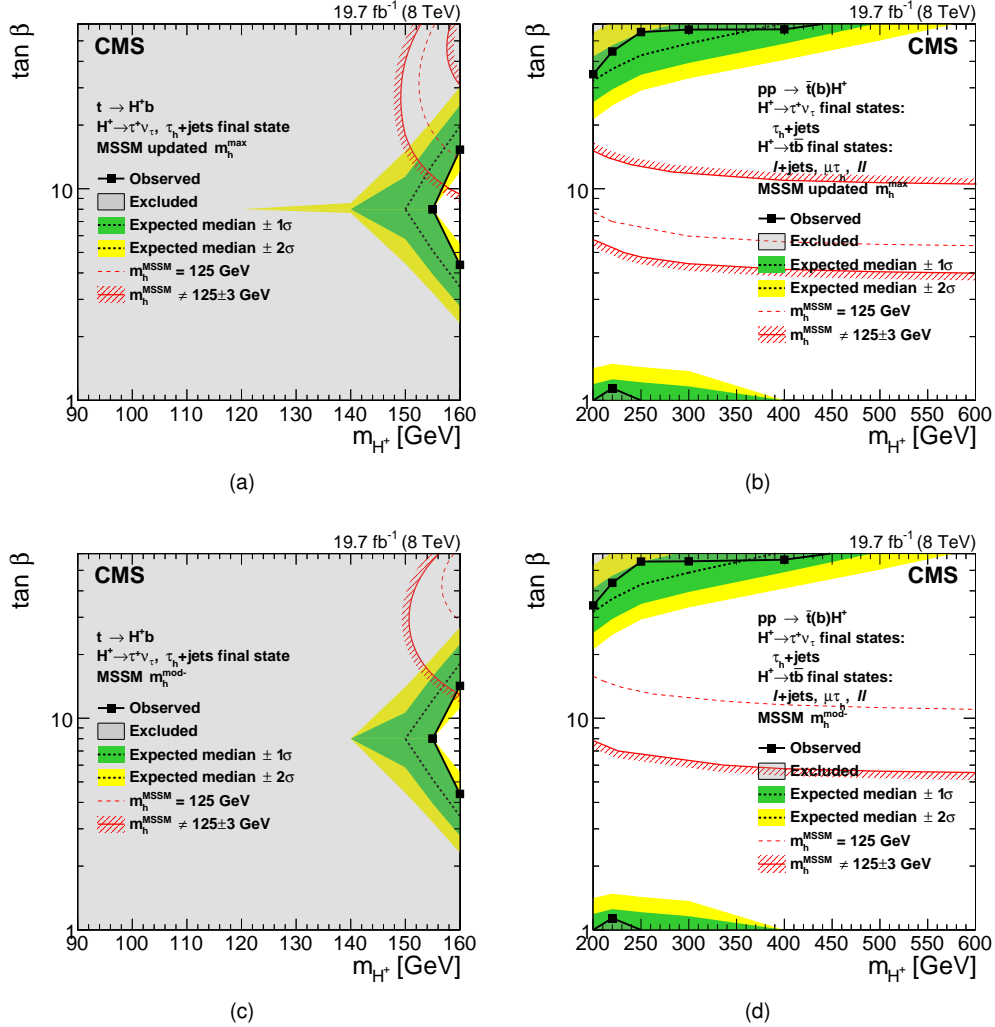 19.7 fb⁻¹ (8 TeV)
CMS
tan β
t → H⁺b
H⁺→τ⁺ν_τ, τ_h+jets final state
MSSM updated m_h^max
Observed
Excluded
Expected median ± 1σ
Expected median ± 2σ
m_h^MSSM = 125 GeV
m_h^MSSM ≠ 125±3 GeV
10
1
90 100 110 120 130 140 150 160
m_H⁺ [GeV]
(a)
19.7 fb⁻¹ (8 TeV)
CMS
tan β
pp → t̄(b)H⁺
H⁺→τ⁺ν_τ final states:
τ_h+jets
H⁺→tb̄ final states:
l+jets, μτ_h, ll
MSSM updated m_h^max
Observed
Excluded
Expected median ± 1σ
Expected median ± 2σ
m_h^MSSM = 125 GeV
m_h^MSSM ≠ 125±3 GeV
10
1
200 250 300 350 400 450 500 550 600
m_H⁺ [GeV]
(b)
19.7 fb⁻¹ (8 TeV)
CMS
tan β
t → H⁺b
H⁺→τ⁺ν_τ, τ_h+jets final state
MSSM m_h^mod-
Observed
Excluded
Expected median ± 1σ
Expected median ± 2σ
m_h^MSSM = 125 GeV
m_h^MSSM ≠ 125±3 GeV
10
1
90 100 110 120 130 140 150 160
m_H⁺ [GeV]
(c)
19.7 fb⁻¹ (8 TeV)
CMS
tan β
pp → t̄(b)H⁺
H⁺→τ⁺ν_τ final states:
τ_h+jets
H⁺→tb̄ final states:
l+jets, μτ_h, ll
MSSM m_h^mod-
Observed
Excluded
Expected median ± 1σ
Expected median ± 2σ
m_h^MSSM = 125 GeV
m_h^MSSM ≠ 125±3 GeV
10
1
200 250 300 350 400 450 500 550 600
m_H⁺ [GeV]
(d)